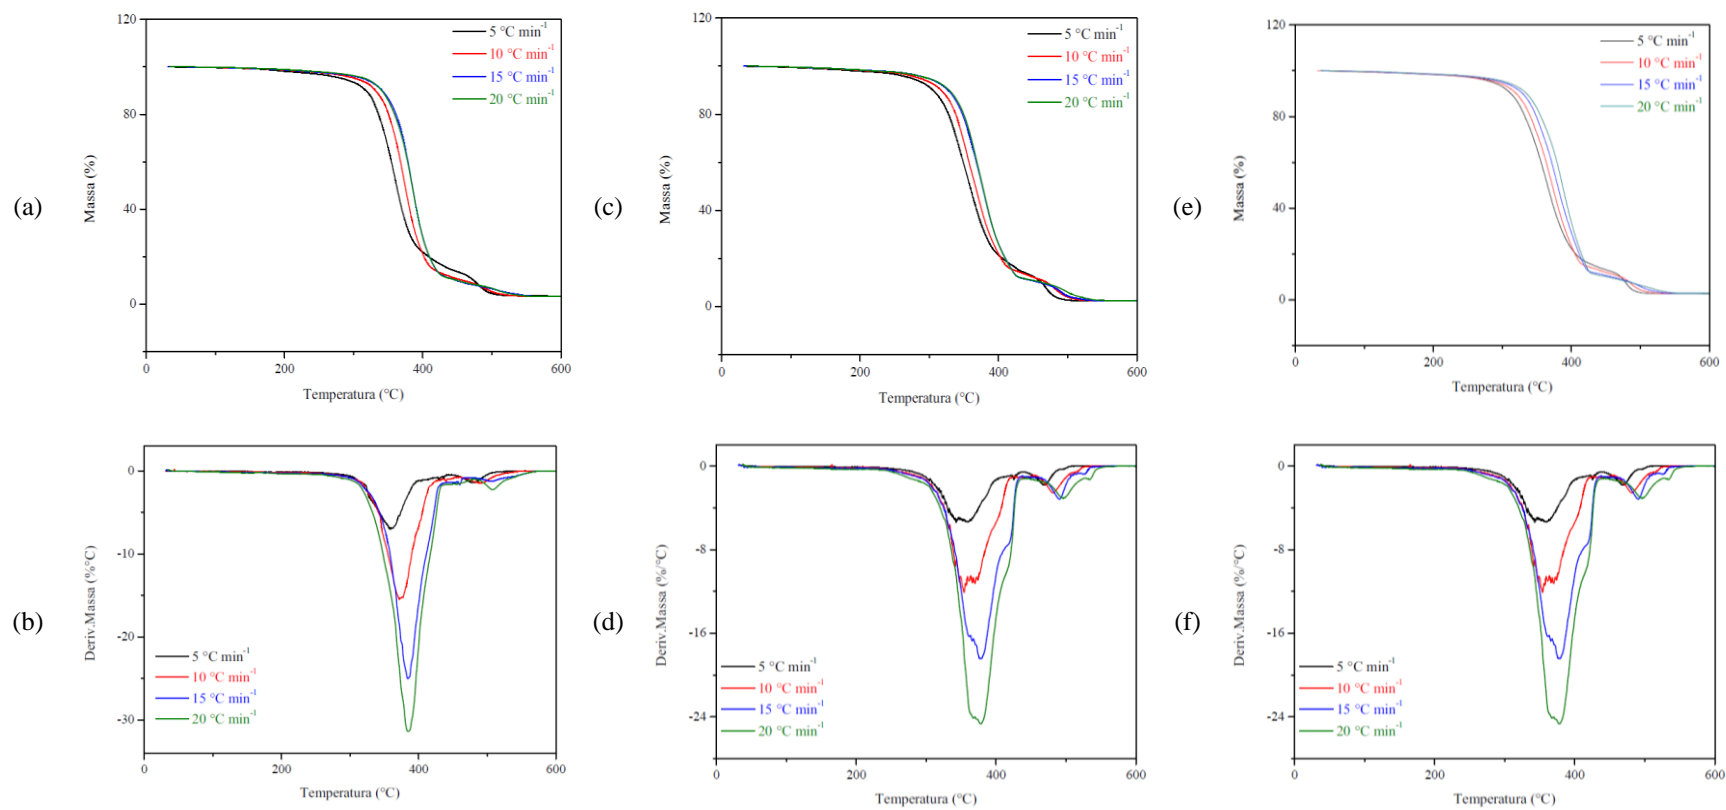 (a)
120
80
40
0
Massa (%)
5 °C min-1
10 °C min-1
15 °C min-1
20 °C min-1
0 200 400 600
Temperatura (°C)
(c)
120
80
40
0
Massa (%)
5 °C min-1
10 °C min-1
15 °C min-1
20 °C min-1
0 200 400 600
Temperatura (°C)
(e)
120
80
40
0
Massa (%)
5 °C min-1
10 °C min-1
15 °C min-1
20 °C min-1
0 200 400 600
Temperatura (°C)
(b)
0
-10
-20
-30
Deriv.Massa (%°C)
5 °C min-1
10 °C min-1
15 °C min-1
20 °C min-1
0 200 400 600
Temperatura (°C)
(d)
0
-8
-16
-24
Deriv.Massa (%/°C)
5 °C min-1
10 °C min-1
15 °C min-1
20 °C min-1
0 200 400 600
Temperatura (°C)
(f)
0
-8
-16
-24
Deriv.Massa (%/°C)
5 °C min-1
10 °C min-1
15 °C min-1
20 °C min-1
0 200 400 600
Temperatura (°C)